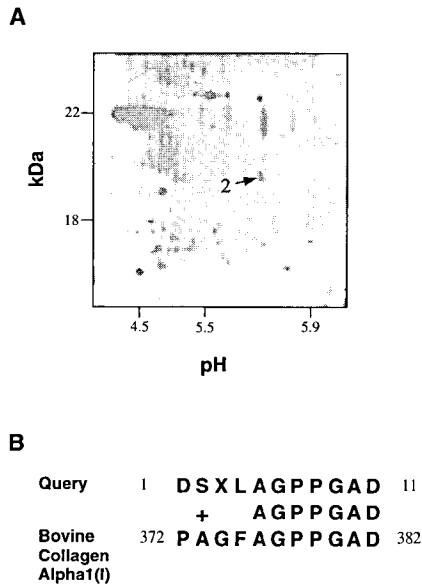 A
22
kDa
2
18
4.5 5.5 5.9
pH
B
Query 1 DSXLAGPPGAD 11
+ AGPPGAD
Bovine 372 PAGFAGPPGAD 382
Collagen
Alpha1(I)